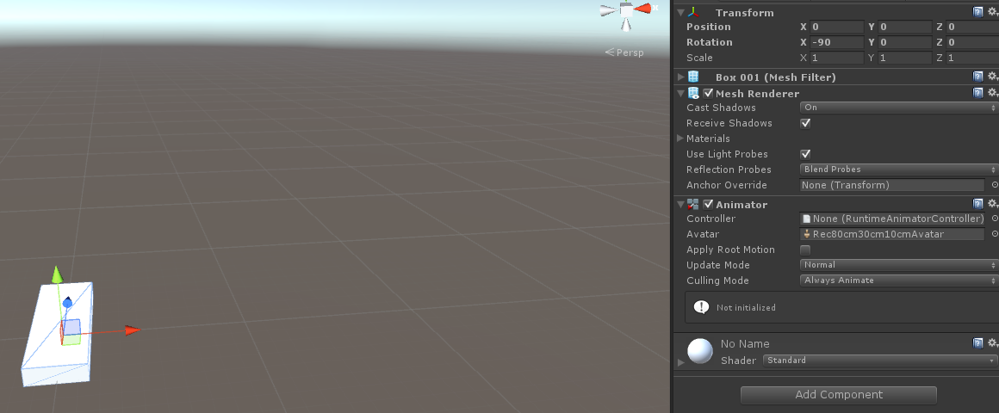 x
Persp
Transform
Position X 0 Y 0 Z 0
Rotation X -90 Y 0 Z 0
Scale X 1 Y 1 Z 1
Box 001 (Mesh Filter)
Mesh Renderer
Cast Shadows On
Receive Shadows
Materials
Use Light Probes
Reflection Probes Blend Probes
Anchor Override None (Transform)
Animator
Controller None (RuntimeAnimatorController)
Avatar Rec80cm30cm10cmAvatar
Apply Root Motion
Update Mode Normal
Culling Mode Always Animate
Not initialized
No Name
Shader Standard
Add Component